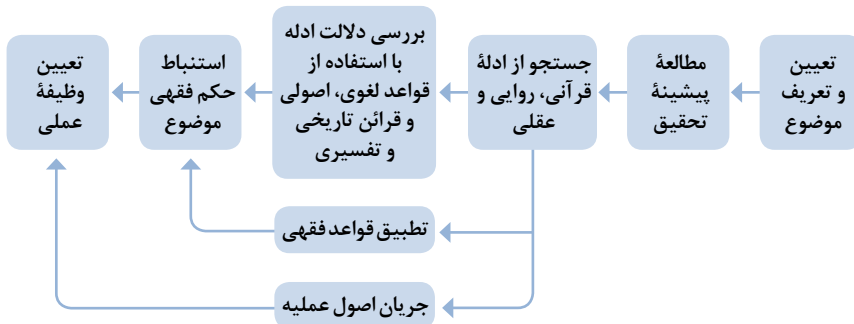 تعیین
و تعریف
موضوع
مطالعهٔ
پیشینهٔ
تحقیق
جستجو از ادلهٔ
قرآنی، روایی و
عقلی
بررسی دلالت ادله
با استفاده از
قواعد لغوی، اصولی
و قرائن تاریخی
و تفسیری
استنباط
حکم فقهی
موضوع
تعیین
وظیفهٔ
عملی
تطبیق قواعد فقهی
جریان اصول عملیه